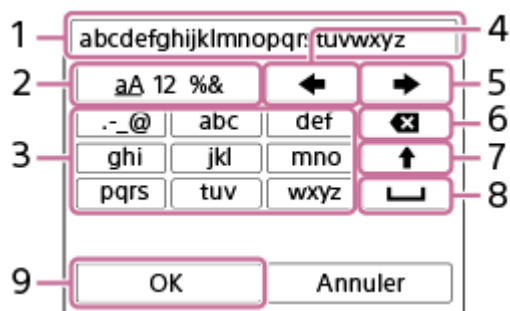 1 abcdefghijklmnopqrstuvwxyz 4
2 aA 12 %& 5
.-_@ abc def 6
3 ghi jkl mno 7
pqrs tuv wxyz 8
9 OK Annuler